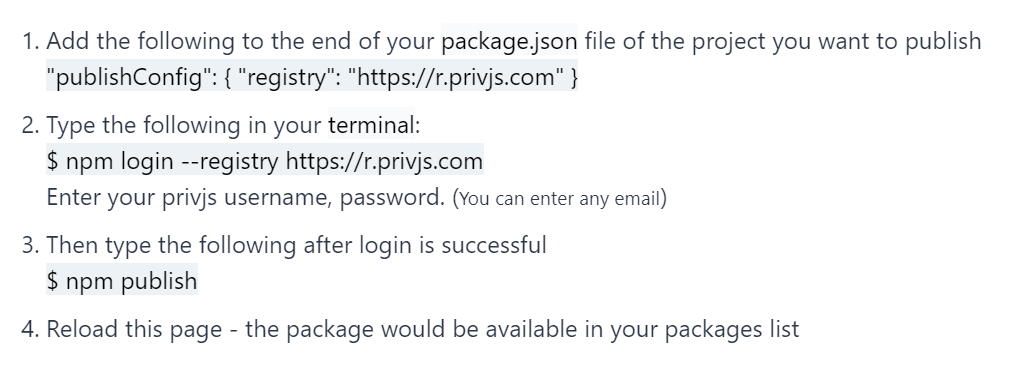 1. Add the following to the end of your package.json file of the project you want to publish
"publishConfig": { "registry": "https://r.privjs.com" }
2. Type the following in your terminal:
$ npm login --registry https://r.privjs.com
Enter your privjs username, password. (You can enter any email)
3. Then type the following after login is successful
$ npm publish
4. Reload this page - the package would be available in your packages list